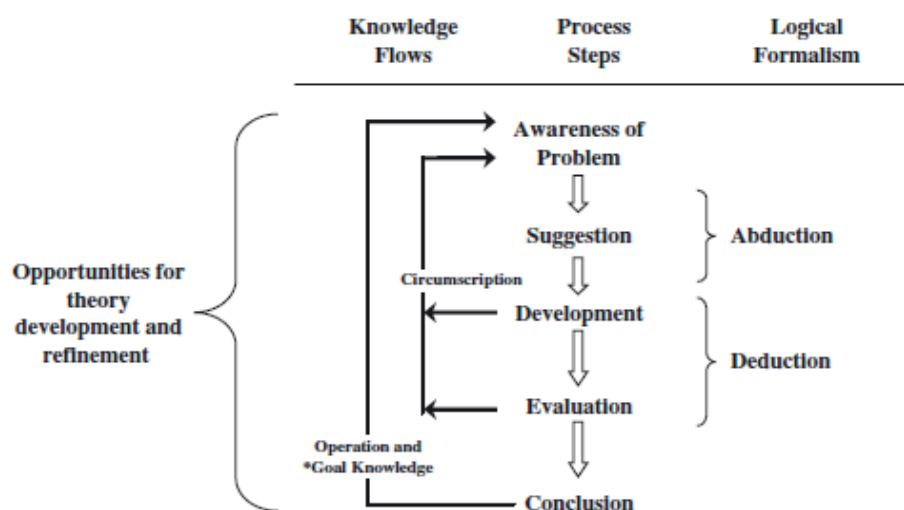 Knowledge
Flows
Process
Steps
Logical
Formalism
Awareness of
Problem
Suggestion
Abduction
Opportunities for
theory
development and
refinement
Circumscription
Development
Deduction
Evaluation
Operation and
*Goal Knowledge
Conclusion